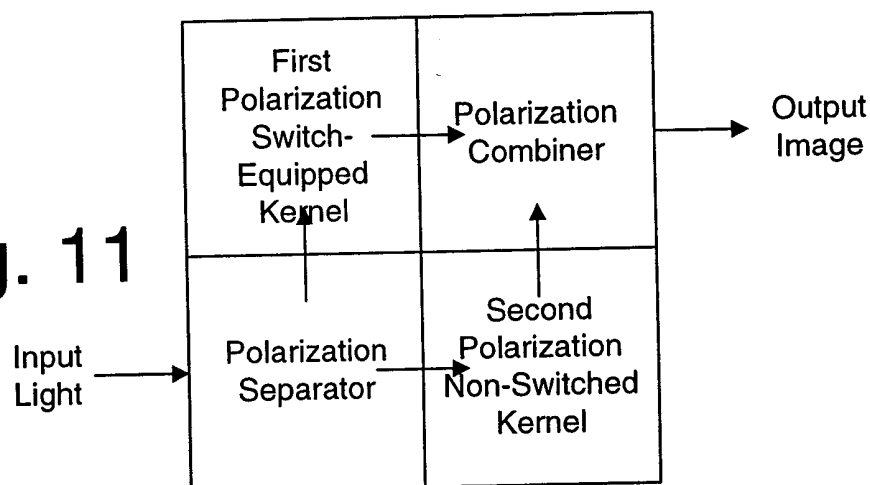 First
Polarization
Switch-
Equipped
Kernel
Polarization
Combiner
Output
Image
g. 11
Input
Light
Polarization
Separator
Second
Polarization
Non-Switched
Kernel